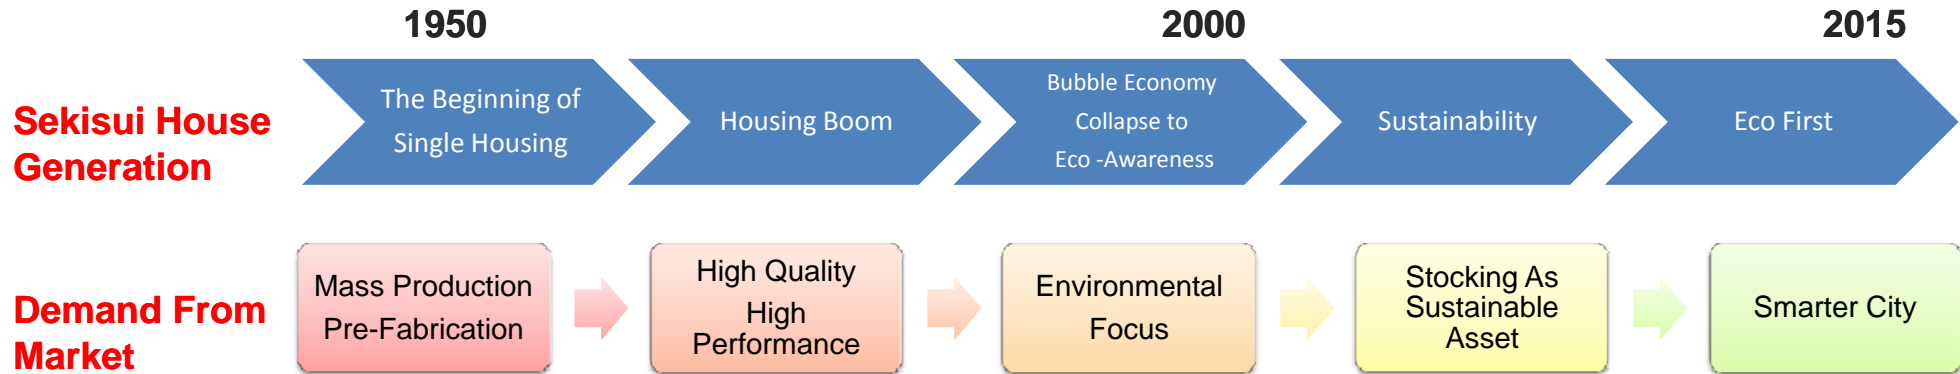 1950
2000
2015
Sekisui House
Generation
The Beginning of
Single Housing
Housing Boom
Bubble Economy
Collapse to
Eco -Awareness
Sustainability
Eco First
Demand From
Market
Mass Production
Pre-Fabrication
High Quality
High
Performance
Environmental
Focus
Stocking As
Sustainable
Asset
Smarter City